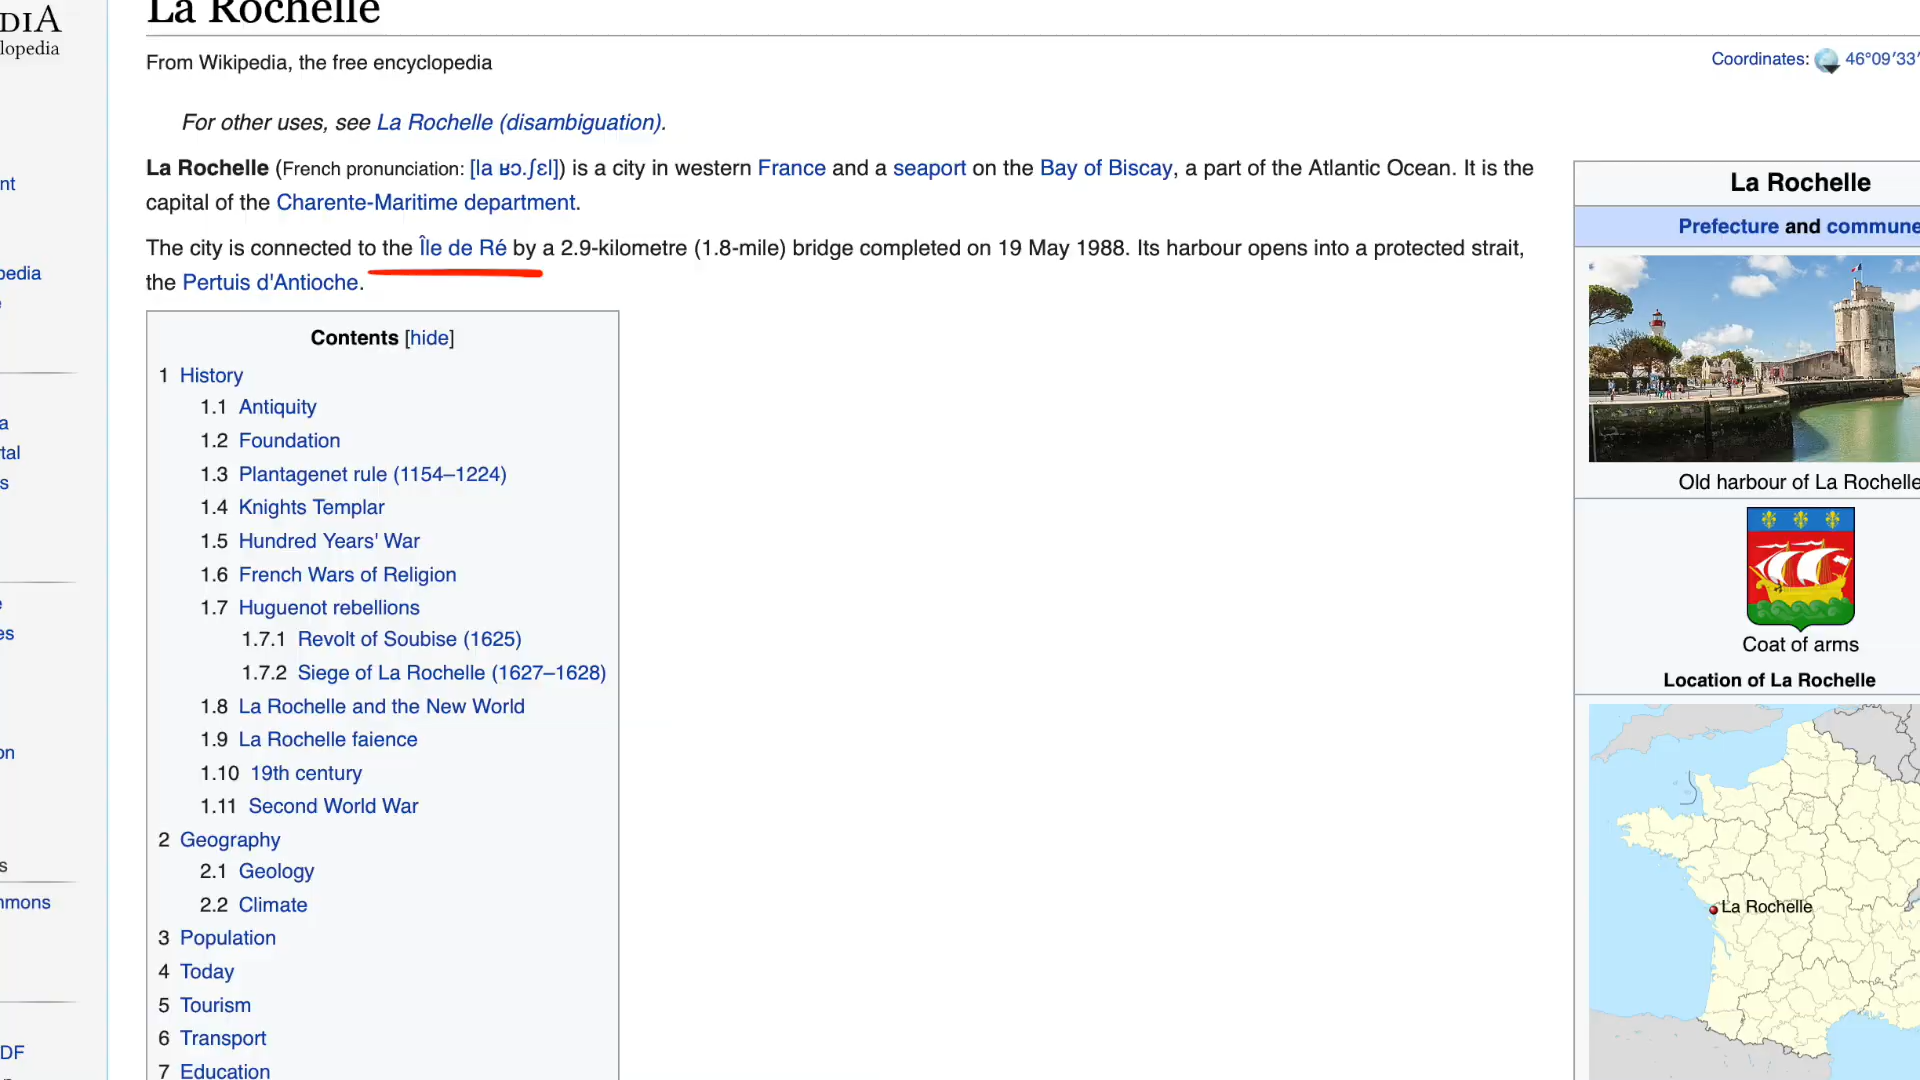 La Rochelle
DIA
lopedia
From Wikipedia, the free encyclopedia
Coordinates: 46°09′33″
For other uses, see La Rochelle (disambiguation).
La Rochelle (French pronunciation: [la ʁɔ.ʃɛl]) is a city in western France and a seaport on the Bay of Biscay, a part of the Atlantic Ocean. It is the
capital of the Charente-Maritime department.
The city is connected to the Île de Ré by a 2.9-kilometre (1.8-mile) bridge completed on 19 May 1988. Its harbour opens into a protected strait,
the Pertuis d'Antioche.
Contents [hide]
1 History
1.1 Antiquity
1.2 Foundation
1.3 Plantagenet rule (1154–1224)
1.4 Knights Templar
1.5 Hundred Years' War
1.6 French Wars of Religion
1.7 Huguenot rebellions
1.7.1 Revolt of Soubise (1625)
1.7.2 Siege of La Rochelle (1627–1628)
1.8 La Rochelle and the New World
1.9 La Rochelle faience
1.10 19th century
1.11 Second World War
2 Geography
2.1 Geology
2.2 Climate
3 Population
4 Today
5 Tourism
6 Transport
7 Education
La Rochelle
Prefecture and commune
Old harbour of La Rochelle
Coat of arms
Location of La Rochelle
La Rochelle
nt
pedia
e
a
tal
s
e
es
on
s
mmons
DF